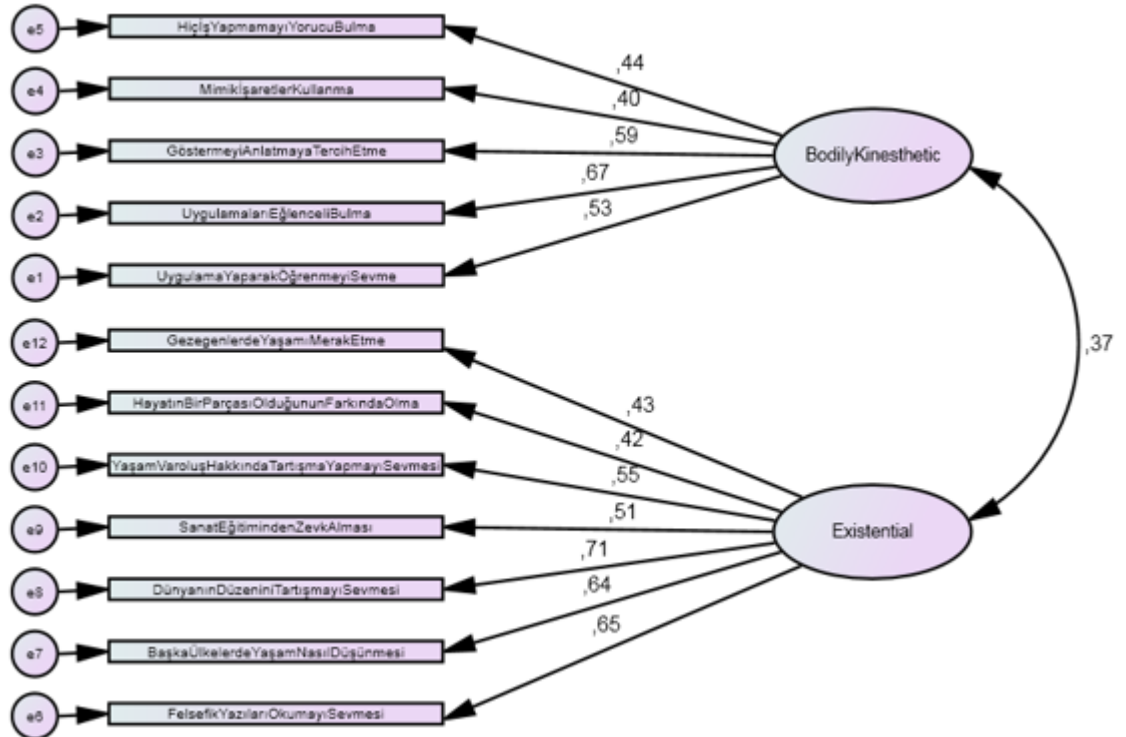 e5 HiçİşYapmamayıYorucuBulma
,44
e4 MimikİşaretlerKullanma
,40
e3 GöstermeyiAnlatmayaTercihEtme
,59
BodilyKinesthetic
,67
e2 UygulamalarıEğlenceliBulma
,53
e1 UygulamaYaparakÖğrenmeyiSevme
e12 GezegenlerdeYaşamıMerakEtme
,37
e11 HayatınBirParçasıOlduğununFarkındaOlma
,43
,42
e10 YaşamVaroluşHakkındaTartışmaYapmayıSevmesi
,55
,51
e9 SanatEğitimindenZevkAlması
Existential
,71
e8 DünyanınDüzeniniTartışmayıSevmesi
,64
,65
e7 BaşkaÜlkelerdeYaşamNasılDüşünmesi
e6 FelsefikYazılarıOkumayıSevmesi